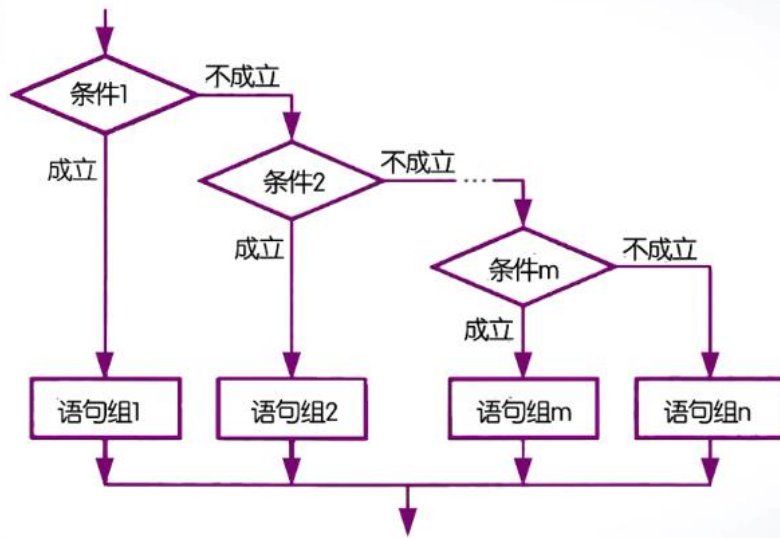 条件1
不成立
成立
条件2
不成立
···
成立
条件m
不成立
成立
语句组1
语句组2
语句组m
语句组n